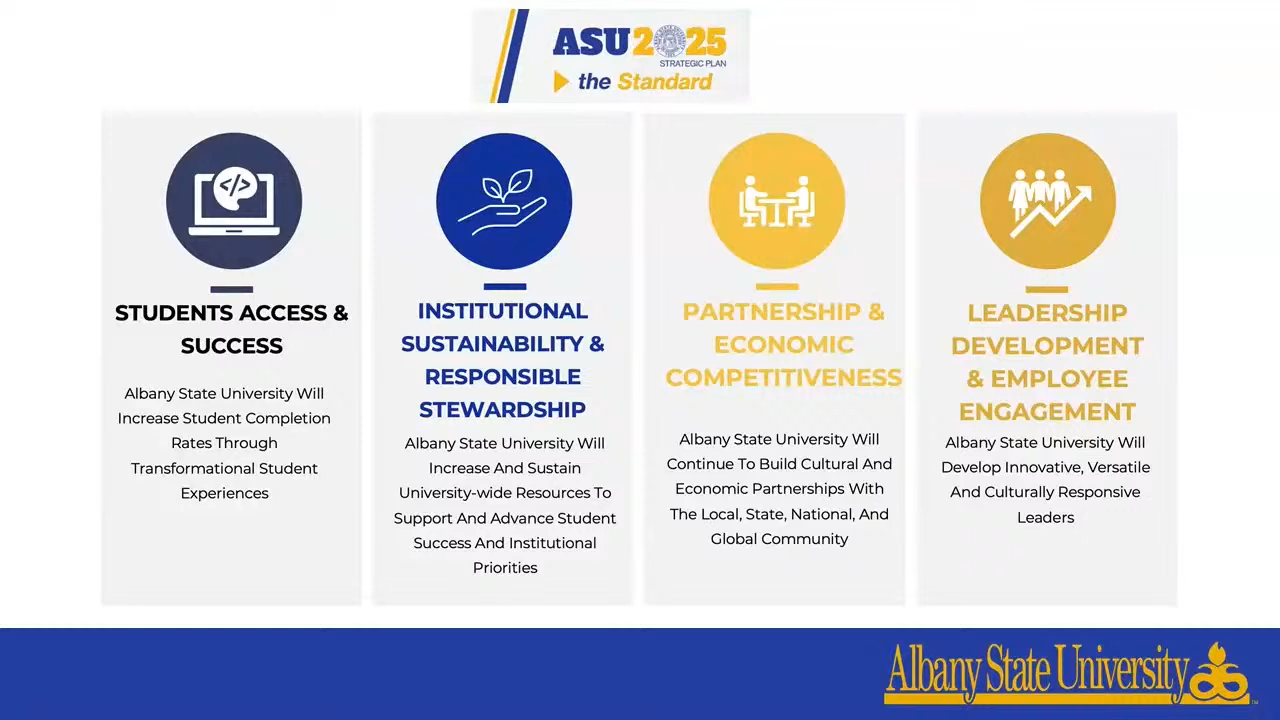 ASU2025
STRATEGIC PLAN
the Standard
STUDENTS ACCESS &
SUCCESS
Albany State University Will
Increase Student Completion
Rates Through
Transformational Student
Experiences
INSTITUTIONAL
SUSTAINABILITY &
RESPONSIBLE
STEWARDSHIP
Albany State University Will
Increase And Sustain
University-wide Resources To
Support And Advance Student
Success And Institutional
Priorities
PARTNERSHIP &
ECONOMIC
COMPETITIVENESS
Albany State University Will
Continue To Build Cultural And
Economic Partnerships With
The Local, State, National, And
Global Community
LEADERSHIP
DEVELOPMENT
& EMPLOYEE
ENGAGEMENT
Albany State University Will
Develop Innovative, Versatile
And Culturally Responsive
Leaders
Albany State University